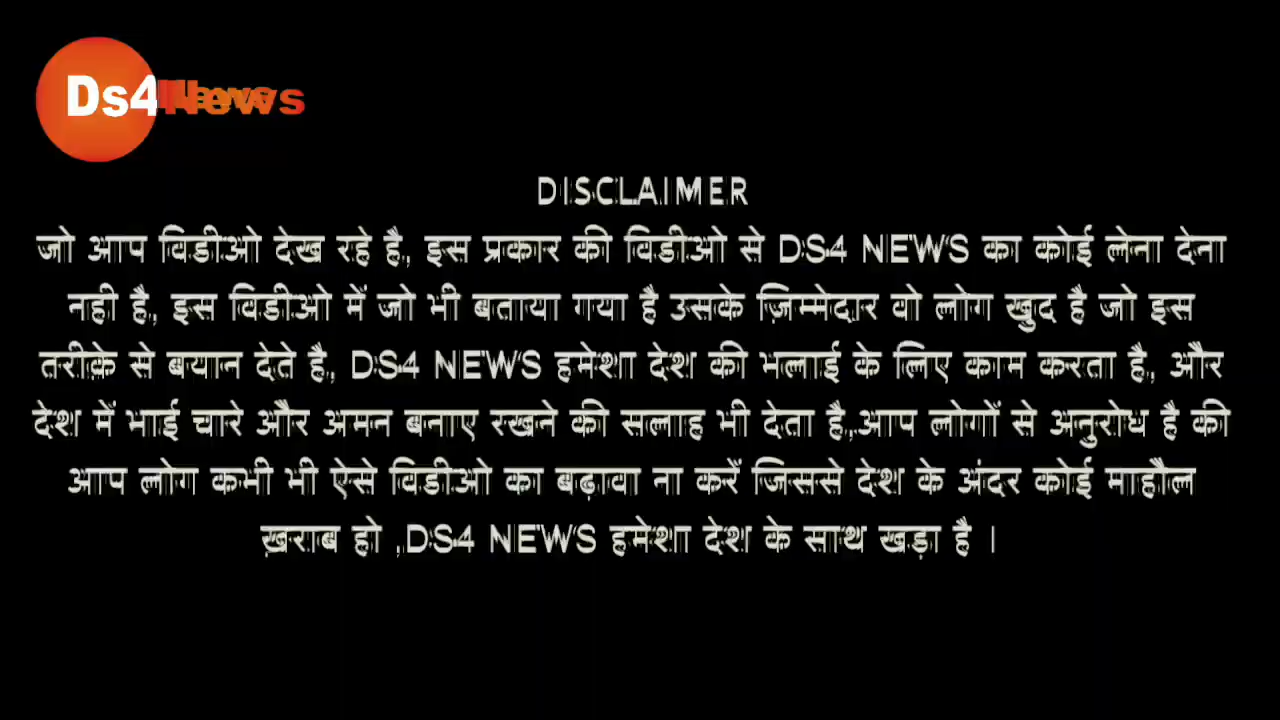 Ds4News
DISCLAIMER
जो आप विडीओ देख रहे है, इस प्रकार की विडीओ से DS4 NEWS का कोई लेना देना
नही है, इस विडीओ में जो भी बताया गया है उसके ज़िम्मेदार वो लोग खुद है जो इस
तरीक़े से बयान देते है, DS4 NEWS हमेशा देश की भलाई के लिए काम करता है, और
देश में भाई चारे और अमन बनाए रखने की सलाह भी देता है,आप लोगों से अनुरोध है की
आप लोग कभी भी ऐसे विडीओ का बढ़ावा ना करें जिससे देश के अंदर कोई माहौल
ख़राब हो ,DS4 NEWS हमेशा देश के साथ खड़ा है ।